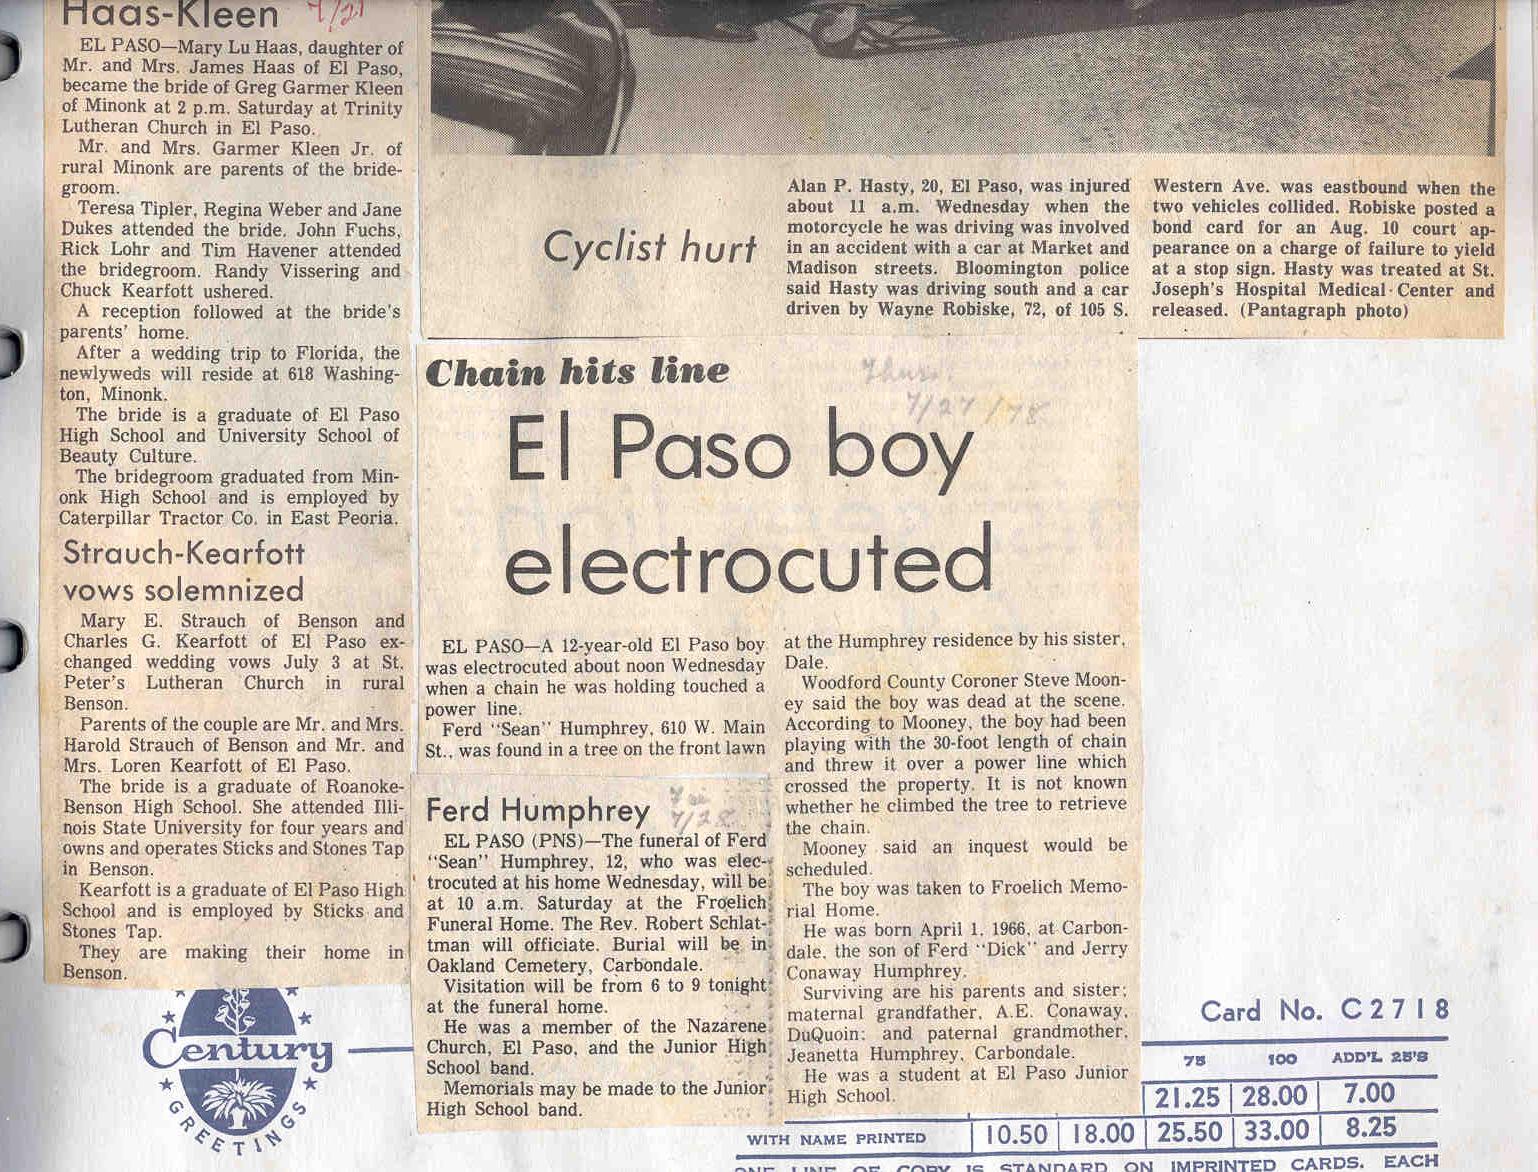 Haas-Kleen 7/21
EL PASO—Mary Lu Haas, daughter of
Mr. and Mrs. James Haas of El Paso,
became the bride of Greg Garmer Kleen
of Minonk at 2 p.m. Saturday at Trinity
Lutheran Church in El Paso.
Mr. and Mrs. Garmer Kleen Jr. of
rural Minonk are parents of the bride-
groom.
Teresa Tipler, Regina Weber and Jane
Dukes attended the bride. John Fuchs,
Rick Lohr and Tim Havener attended
the bridegroom. Randy Vissering and
Chuck Kearfott ushered.
A reception followed at the bride's
parents' home.
After a wedding trip to Florida, the
newlyweds will reside at 618 Washing-
ton, Minonk.
The bride is a graduate of El Paso
High School and University School of
Beauty Culture.
The bridegroom graduated from Min-
onk High School and is employed by
Caterpillar Tractor Co. in East Peoria.
Strauch-Kearfott
vows solemnized
Mary E. Strauch of Benson and
Charles G. Kearfott of El Paso ex-
changed wedding vows July 3 at St.
Peter's Lutheran Church in rural
Benson.
Parents of the couple are Mr. and Mrs.
Harold Strauch of Benson and Mr. and
Mrs. Loren Kearfott of El Paso.
The bride is a graduate of Roanoke-
Benson High School. She attended Illi-
nois State University for four years and
owns and operates Sticks and Stones Tap
in Benson.
Kearfott is a graduate of El Paso High
School and is employed by Sticks and
Stones Tap.
They are making their home in
Benson.
Cyclist hurt
Alan P. Hasty, 20, El Paso, was injured
about 11 a.m. Wednesday when the
motorcycle he was driving was involved
in an accident with a car at Market and
Madison streets. Bloomington police
said Hasty was driving south and a car
driven by Wayne Robiske, 72, of 105 S.
Western Ave. was eastbound when the
two vehicles collided. Robiske posted a
bond card for an Aug. 10 court ap-
pearance on a charge of failure to yield
at a stop sign. Hasty was treated at St.
Joseph's Hospital Medical Center and
released. (Pantagraph photo)
Chain hits line
Thurs.
7/27/78
El Paso boy
electrocuted
EL PASO—A 12-year-old El Paso boy
was electrocuted about noon Wednesday
when a chain he was holding touched a
power line.
Ferd "Sean" Humphrey, 610 W. Main
St., was found in a tree on the front lawn
at the Humphrey residence by his sister,
Dale.
Woodford County Coroner Steve Moon-
ey said the boy was dead at the scene.
According to Mooney, the boy had been
playing with the 30-foot length of chain
and threw it over a power line which
crossed the property. It is not known
whether he climbed the tree to retrieve
the chain.
Mooney said an inquest would be
scheduled.
The boy was taken to Froelich Memo-
rial Home.
He was born April 1, 1966, at Carbon-
dale, the son of Ferd "Dick" and Jerry
Conaway Humphrey.
Surviving are his parents and sister;
maternal grandfather, A.E. Conaway,
DuQuoin; and paternal grandmother,
Jeanetta Humphrey, Carbondale.
He was a student at El Paso Junior
High School.
Ferd Humphrey
Fri
7/28
EL PASO (PNS)—The funeral of Ferd
"Sean" Humphrey, 12, who was elec-
trocuted at his home Wednesday, will be
at 10 a.m. Saturday at the Froelich
Funeral Home. The Rev. Robert Schlat-
tman will officiate. Burial will be in
Oakland Cemetery, Carbondale.
Visitation will be from 6 to 9 tonight
at the funeral home.
He was a member of the Nazarene
Church, El Paso, and the Junior High
School band.
Memorials may be made to the Junior
High School band.
Century
GREETINGS
Card No. C2718
75 100 ADD'L 25'S
21.25 28.00 7.00
WITH NAME PRINTED 10.50 18.00 25.50 33.00 8.25
ONE LINE OF COPY IS STANDARD ON IMPRINTED CARDS. EACH